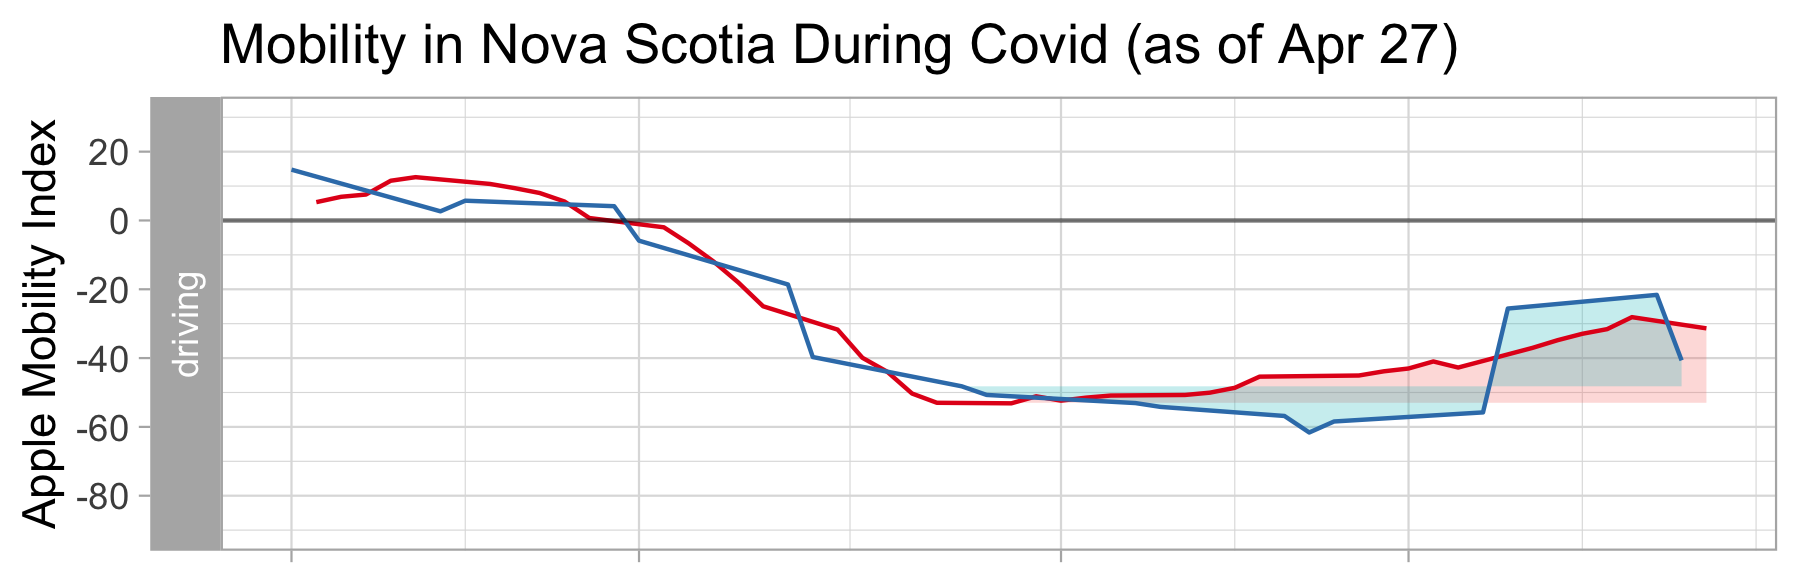 Mobility in Nova Scotia During Covid (as of Apr 27)
Apple Mobility Index
driving
20
0
-20
-40
-60
-80